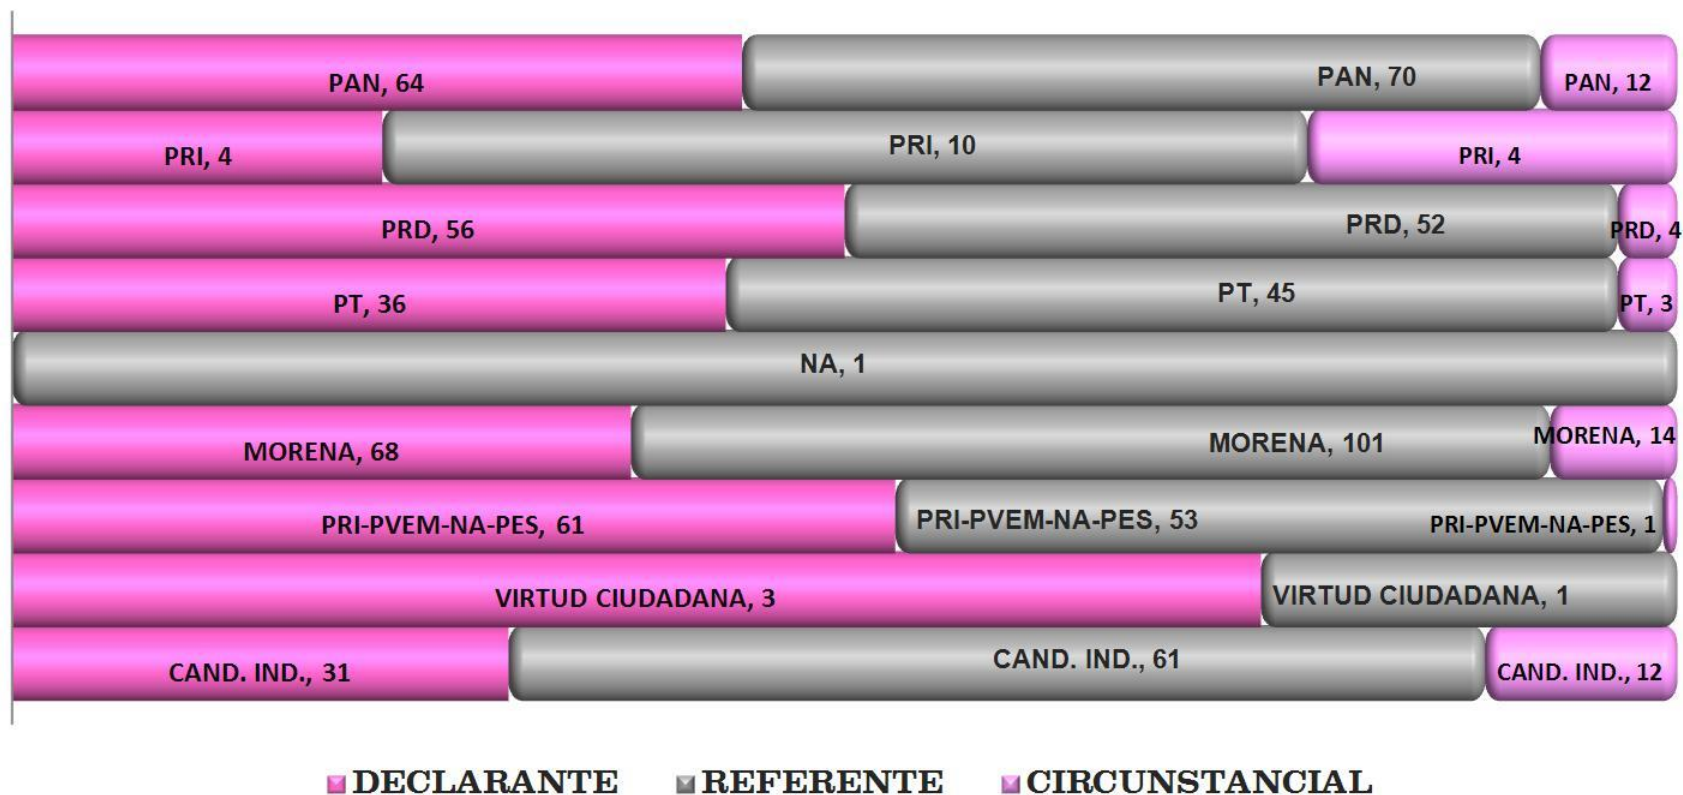 PAN, 64 PAN, 70 PAN, 12
PRI, 4 PRI, 10 PRI, 4
PRD, 56 PRD, 52 PRD, 4
PT, 36 PT, 45 PT, 3
NA, 1
MORENA, 68 MORENA, 101 MORENA, 14
PRI-PVEM-NA-PES, 61 PRI-PVEM-NA-PES, 53 PRI-PVEM-NA-PES, 1
VIRTUD CIUDADANA, 3 VIRTUD CIUDADANA, 1
CAND. IND., 31 CAND. IND., 61 CAND. IND., 12
DECLARANTE REFERENTE CIRCUNSTANCIAL